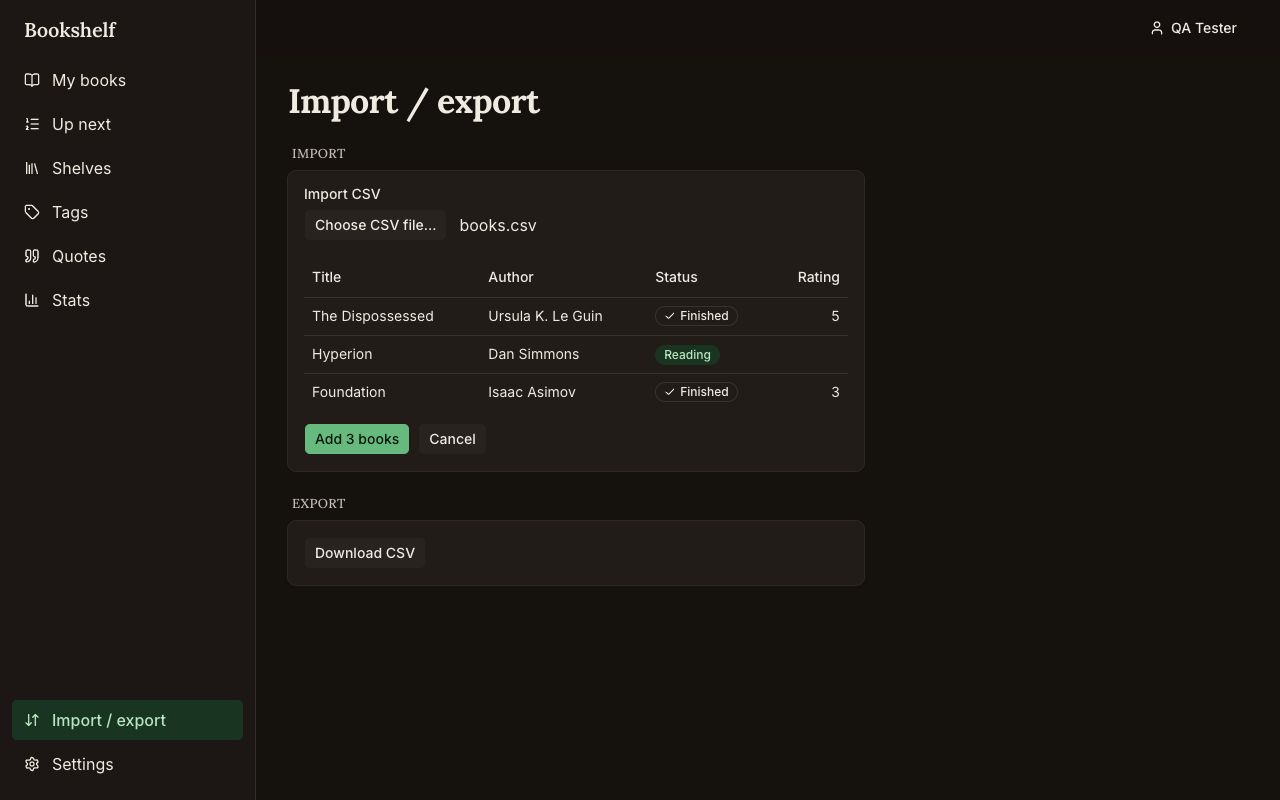 Bookshelf
QA Tester
My books
Up next
Shelves
Tags
Quotes
Stats
Import / export
Settings
Import / export
IMPORT
Import CSV
Choose CSV file... books.csv
Title Author Status Rating
The Dispossessed Ursula K. Le Guin Finished 5
Hyperion Dan Simmons Reading
Foundation Isaac Asimov Finished 3
Add 3 books Cancel
EXPORT
Download CSV